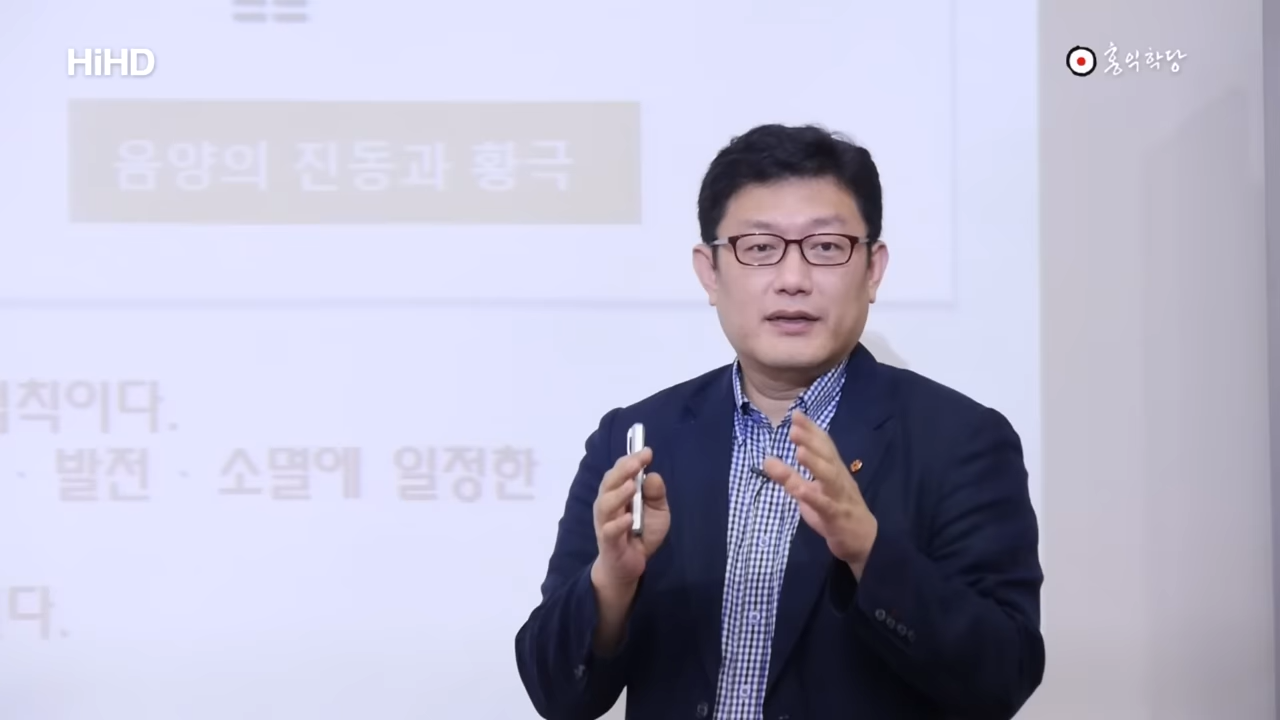 HiHD
홍익학당
음양의 진동과 황극
칙이다.
· 발전 · 소멸에 일정한
다.